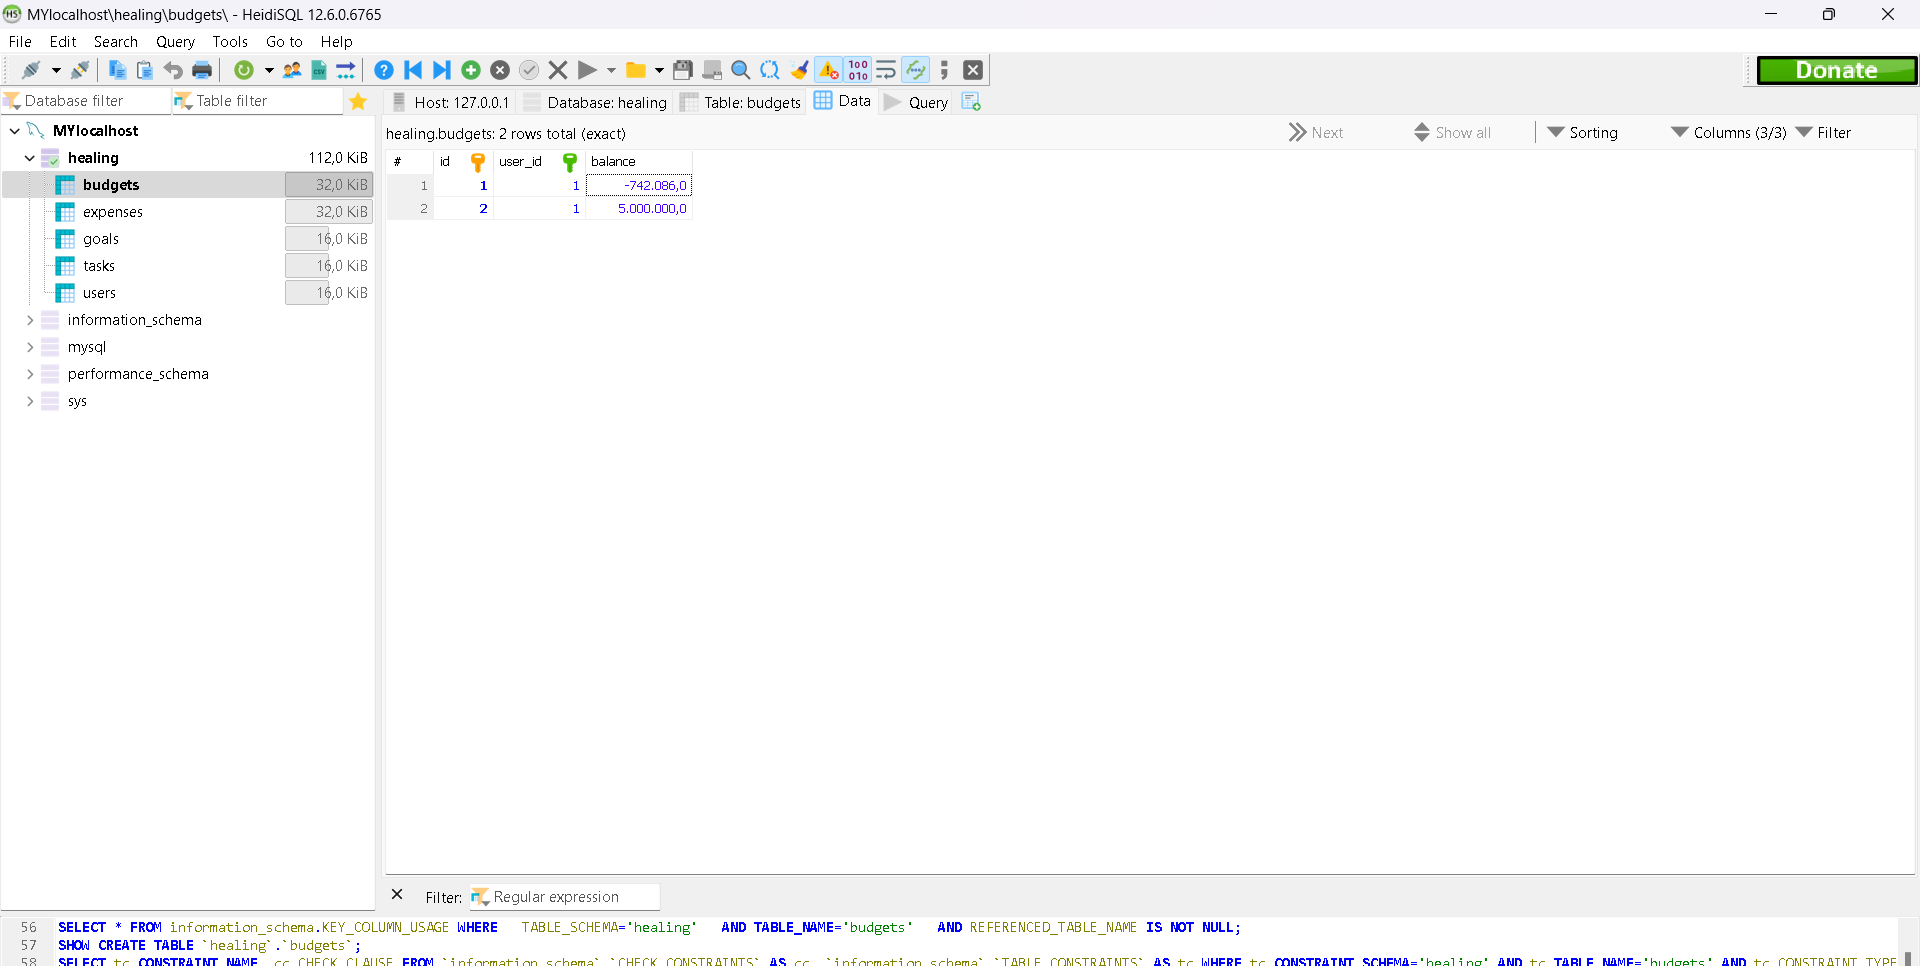 MYlocalhost\healing\budgets\ - HeidiSQL 12.6.0.6765
File Edit Search Query Tools Go to Help
Donate
Database filter Table filter
Host: 127.0.0.1 Database: healing Table: budgets Data Query
MYlocalhost
healing 112,0 KiB
budgets 32,0 KiB
expenses 32,0 KiB
goals 16,0 KiB
tasks 16,0 KiB
users 16,0 KiB
information_schema
mysql
performance_schema
sys
healing.budgets: 2 rows total (exact) Next Show all Sorting Columns (3/3) Filter
# id user_id balance
1 1 1 -742.086,0
2 2 1 5.000.000,0
Filter: Regular expression
56 SELECT * FROM information_schema.KEY_COLUMN_USAGE WHERE TABLE_SCHEMA='healing' AND TABLE_NAME='budgets' AND REFERENCED_TABLE_NAME IS NOT NULL;
57 SHOW CREATE TABLE `healing`.`budgets`;
58 SELECT tc.CONSTRAINT_NAME, cc.CHECK_CLAUSE FROM `information_schema`.`CHECK_CONSTRAINTS` AS cc, `information_schema`.`TABLE_CONSTRAINTS` AS tc WHERE tc.CONSTRAINT_SCHEMA='healing' AND tc.TABLE_NAME='budgets' AND tc.CONSTRAINT_TYPE